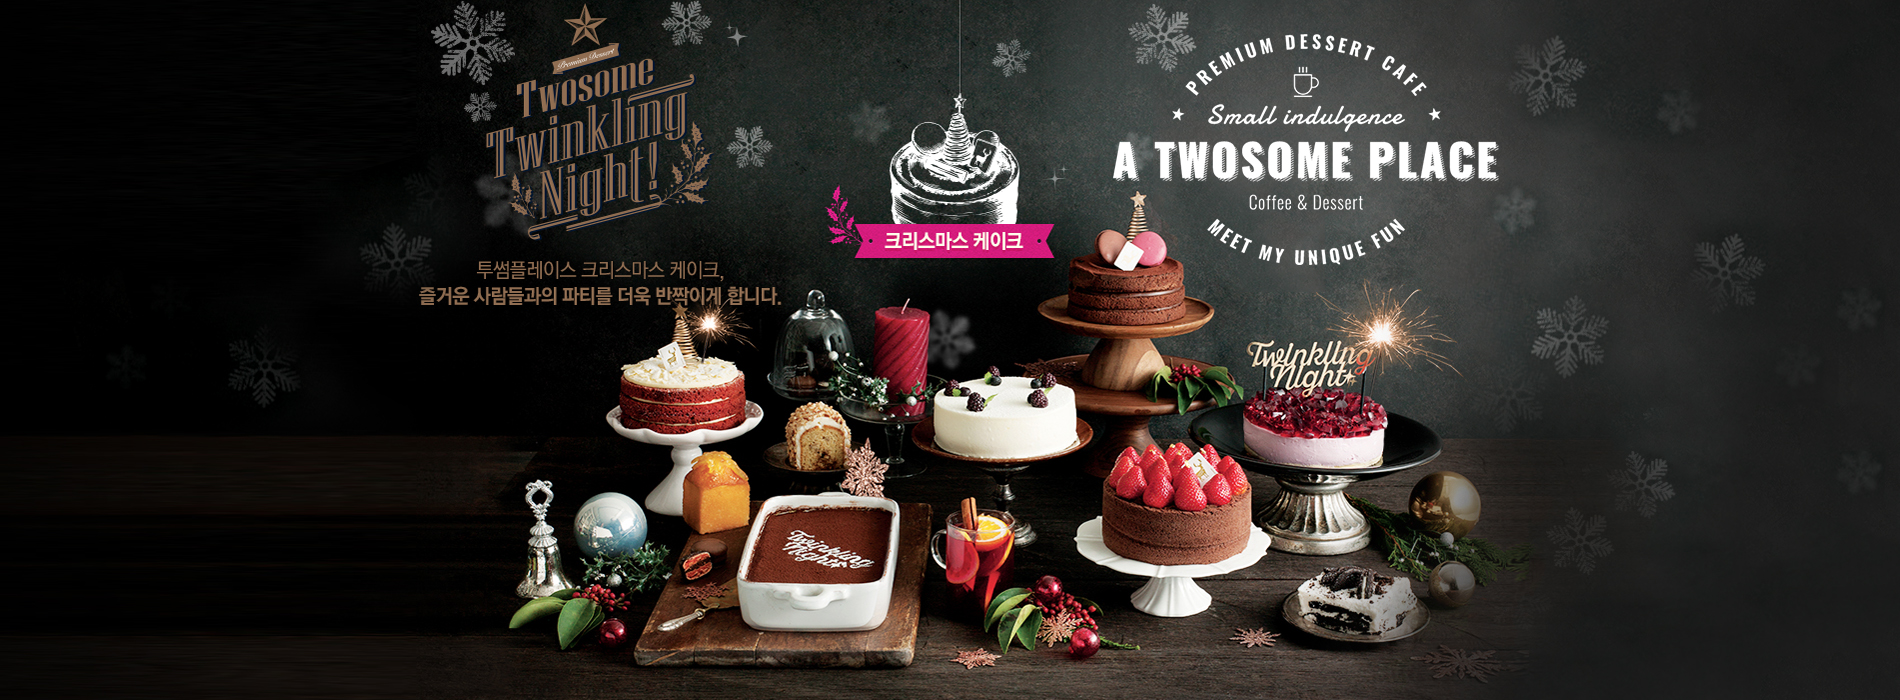 Premium Dessert
Twosome
Twinkling
Night!
투썸플레이스 크리스마스 케이크,
즐거운 사람들과의 파티를 더욱 반짝이게 합니다.
크리스마스 케이크
PREMIUM DESSERT CAFE
Small indulgence
A TWOSOME PLACE
Coffee & Dessert
MEET MY UNIQUE FUN
Twinkling
Night
Twinkling
Night